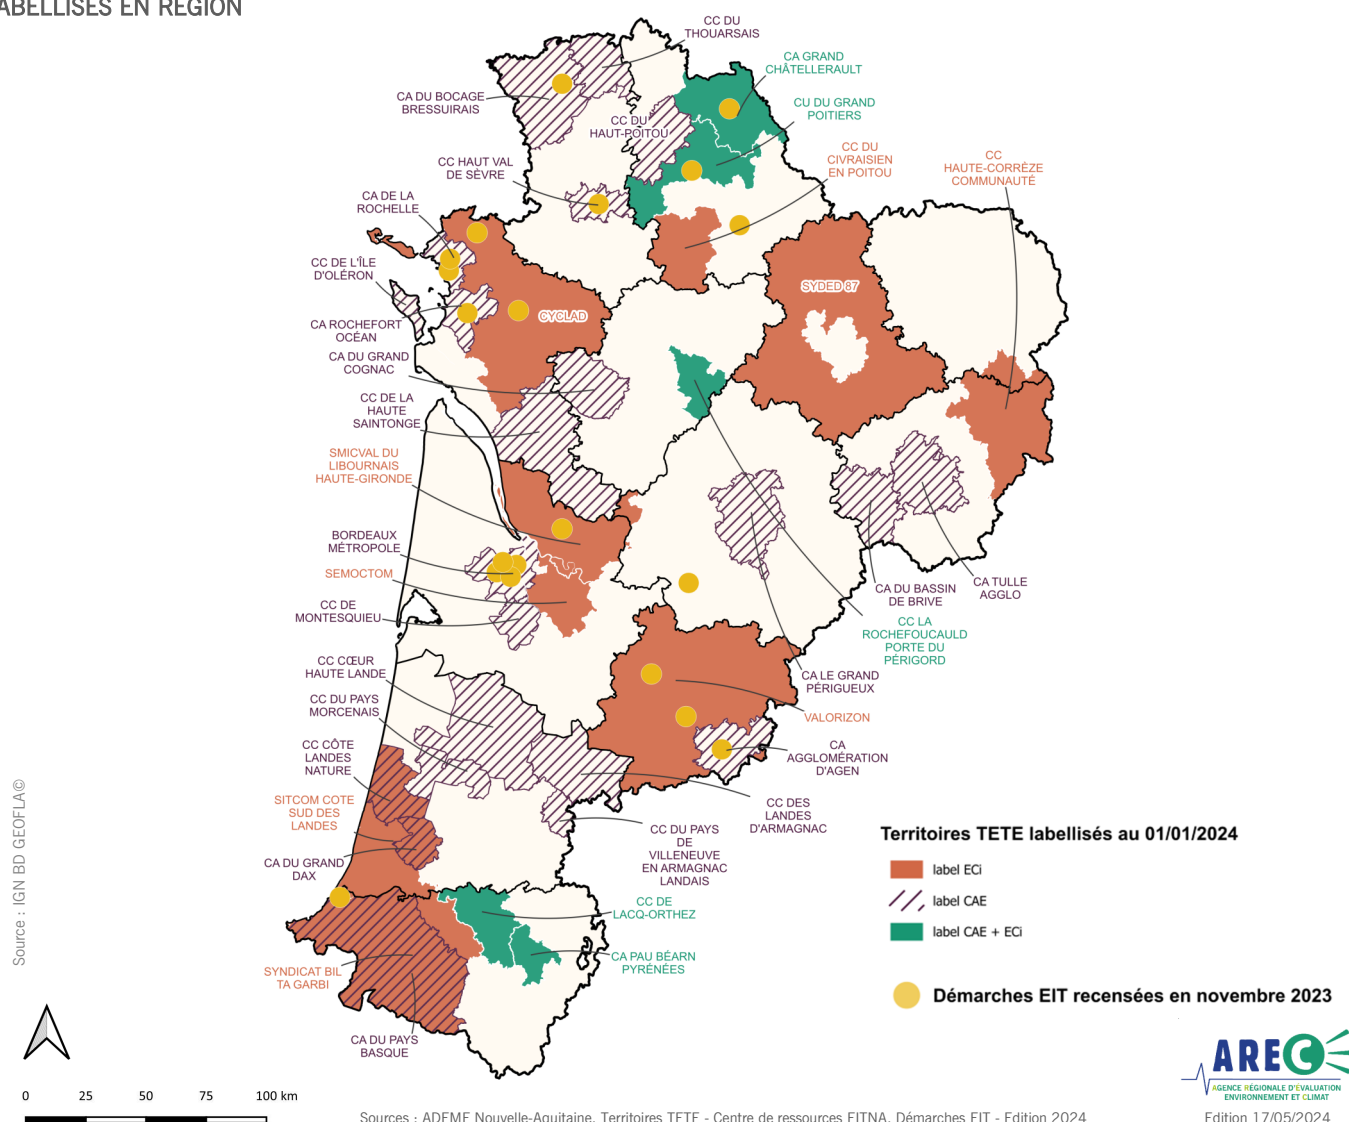 ABELLISÉS EN RÉGION
CC DU
THOUARSAIS
CA GRAND
CHÂTELLERAULT
CA DU BOCAGE
BRESSUIRAIS
CU DU GRAND
POITIERS
CC DU
HAUT-POITOU
CC DU
CIVRAISIEN
EN POITOU
CC
HAUTE-CORRÈZE
COMMUNAUTÉ
CC HAUT VAL
DE SÈVRE
CA DE LA
ROCHELLE
CC DE L'ÎLE
D'OLÉRON
SYDED 87
CYCLAD
CA ROCHEFORT
OCÉAN
CA DU GRAND
COGNAC
CC DE LA
HAUTE
SAINTONGE
SMICVAL DU
LIBOURNAIS
HAUTE-GIRONDE
BORDEAUX
MÉTROPOLE
SEMOCTOM
CC DE
MONTESQUIEU
CA DU BASSIN
DE BRIVE
CA TULLE
AGGLO
CC LA
ROCHEFOUCAULD
PORTE DU
PÉRIGORD
CC CŒUR
HAUTE LANDE
CA LE GRAND
PÉRIGUEUX
CC DU PAYS
MORCENAIS
VALORIZON
CC CÔTE
LANDES
NATURE
CA
AGGLOMÉRATION
D'AGEN
SITCOM COTE
SUD DES
LANDES
CC DES
LANDES
D'ARMAGNAC
CC DU PAYS
DE
VILLENEUVE
EN ARMAGNAC
LANDAIS
CA DU GRAND
DAX
CC DE
LACQ-ORTHEZ
CA PAU BÉARN
PYRÉNÉES
SYNDICAT BIL
TA GARBI
CA DU PAYS
BASQUE
Territoires TETE labellisés au 01/01/2024
label ECi
label CAE
label CAE + ECi
Démarches EIT recensées en novembre 2023
Source : IGN BD GEOFLA©
0 25 50 75 100 km
AREC
AGENCE RÉGIONALE D'ÉVALUATION
ENVIRONNEMENT ET CLIMAT
Sources : ADEME Nouvelle-Aquitaine, Territoires TETE - Centre de ressources EITNA, Démarches EIT - Edition 2024
Edition 17/05/2024